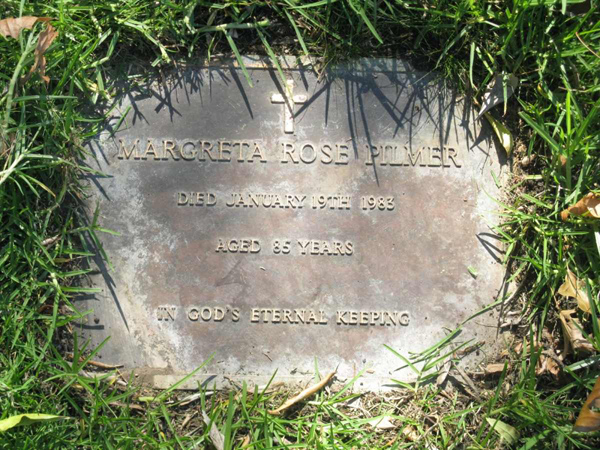 MARGRETA ROSE PILMER
DIED JANUARY 19TH 1983
AGED 85 YEARS
IN GOD'S ETERNAL KEEPING